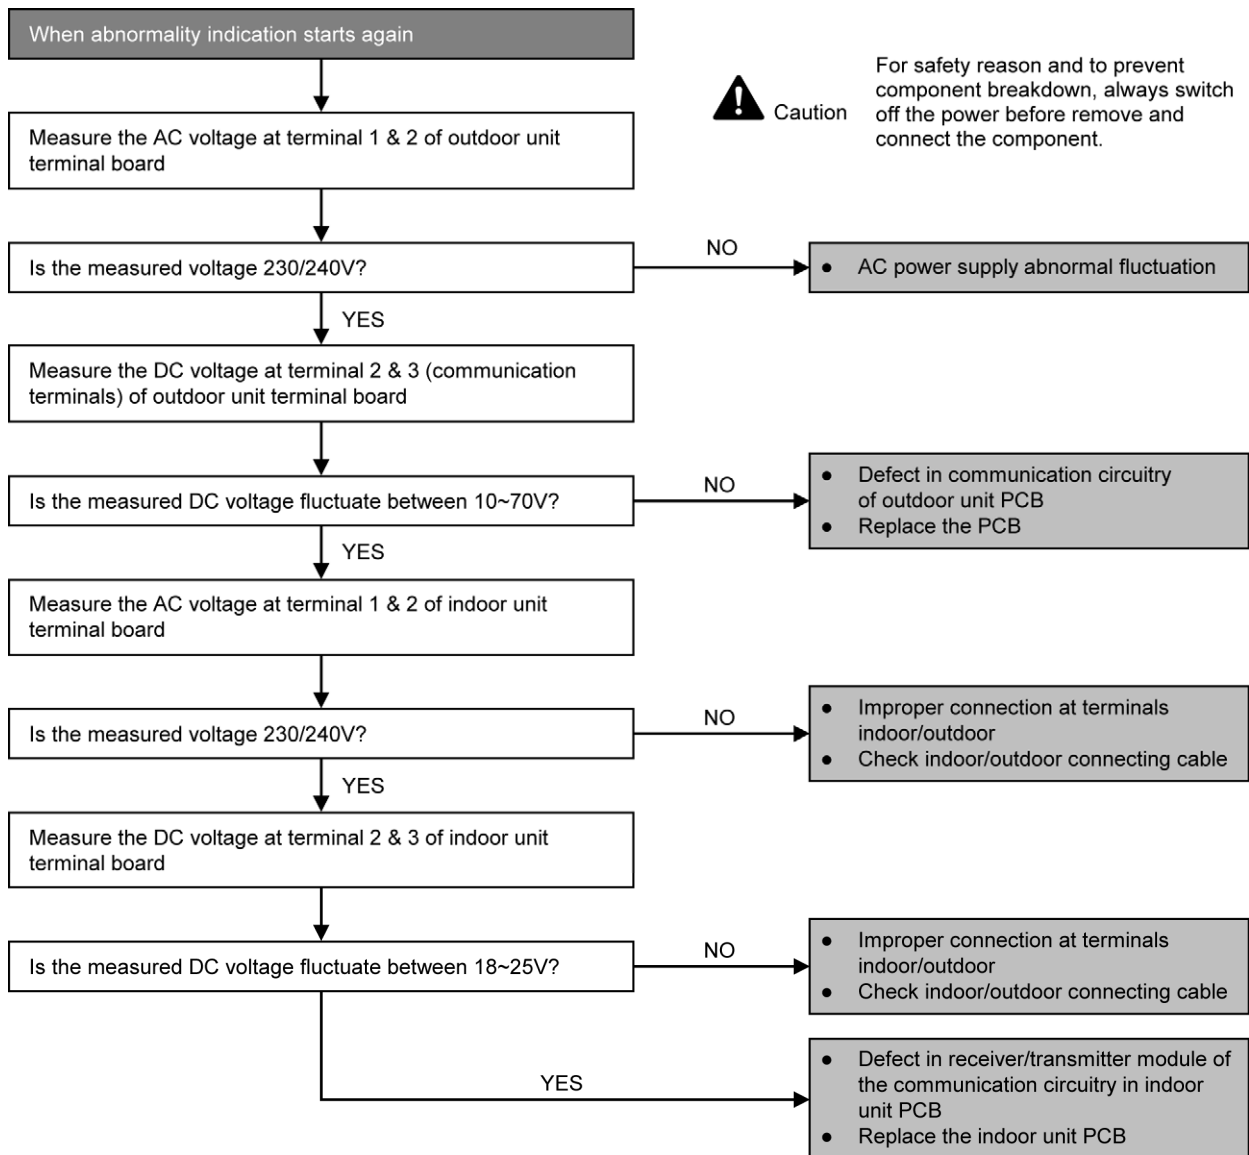 When abnormality indication starts again
Caution
For safety reason and to prevent
component breakdown, always switch
off the power before remove and
connect the component.
Measure the AC voltage at terminal 1 & 2 of outdoor unit
terminal board
Is the measured voltage 230/240V?
NO
● AC power supply abnormal fluctuation
YES
Measure the DC voltage at terminal 2 & 3 (communication
terminals) of outdoor unit terminal board
Is the measured DC voltage fluctuate between 10~70V?
NO
● Defect in communication circuitry
of outdoor unit PCB
● Replace the PCB
YES
Measure the AC voltage at terminal 1 & 2 of indoor unit
terminal board
Is the measured voltage 230/240V?
NO
● Improper connection at terminals
indoor/outdoor
● Check indoor/outdoor connecting cable
YES
Measure the DC voltage at terminal 2 & 3 of indoor unit
terminal board
Is the measured DC voltage fluctuate between 18~25V?
NO
● Improper connection at terminals
indoor/outdoor
● Check indoor/outdoor connecting cable
YES
● Defect in receiver/transmitter module of
the communication circuitry in indoor
unit PCB
● Replace the indoor unit PCB